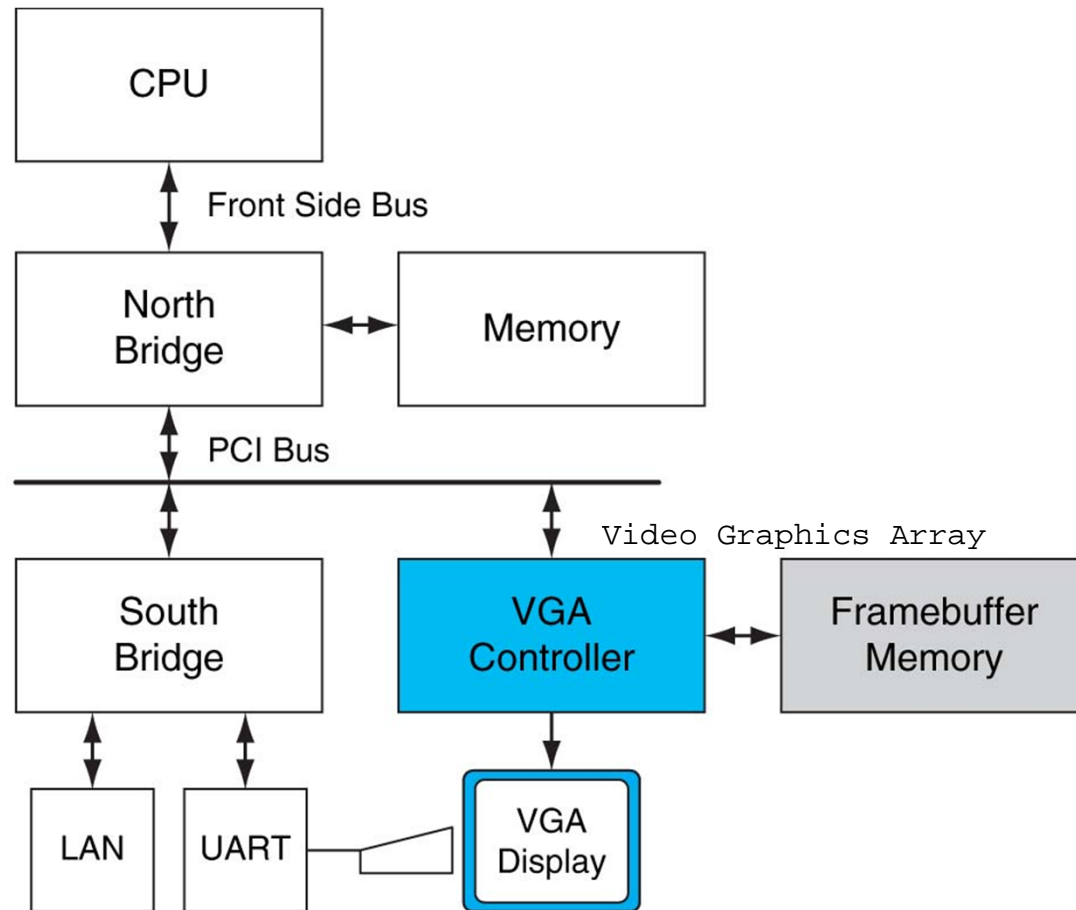 CPU
Front Side Bus
North
Bridge
Memory
PCI Bus
Video Graphics Array
South
Bridge
VGA
Controller
Framebuffer
Memory
LAN
UART
VGA
Display